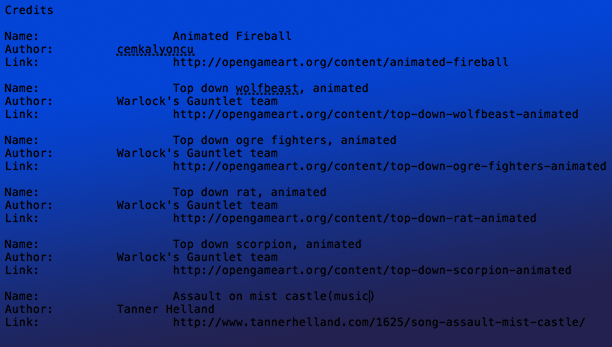 Credits
Name: Animated Fireball
Author: cemkalyoncu
Link: http://opengameart.org/content/animated-fireball
Name: Top down wolfbeast, animated
Author: Warlock's Gauntlet team
Link: http://opengameart.org/content/top-down-wolfbeast-animated
Name: Top down ogre fighters, animated
Author: Warlock's Gauntlet team
Link: http://opengameart.org/content/top-down-ogre-fighters-animated
Name: Top down rat, animated
Author: Warlock's Gauntlet team
Link: http://opengameart.org/content/top-down-rat-animated
Name: Top down scorpion, animated
Author: Warlock's Gauntlet team
Link: http://opengameart.org/content/top-down-scorpion-animated
Name: Assault on mist castle(music)
Author: Tanner Helland
Link: http://www.tannerhelland.com/1625/song-assault-mist-castle/